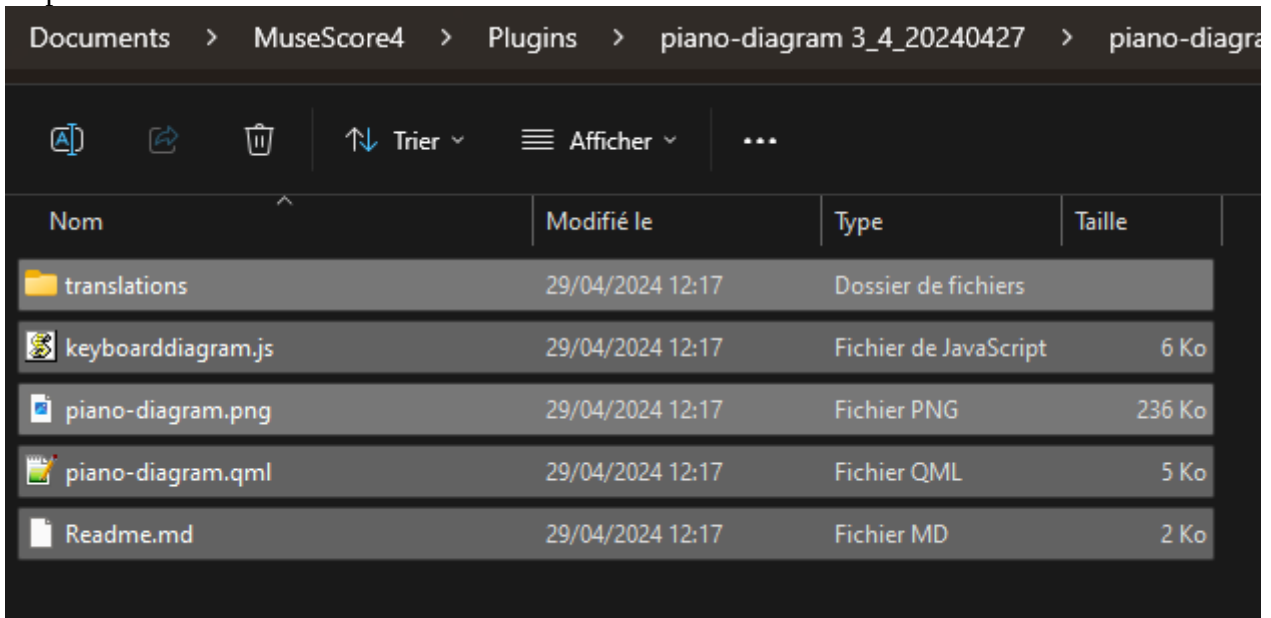 Documents > MuseScore4 > Plugins > piano-diagram 3_4_20240427 > piano-diagra
Trier Afficher
Nom Modifié le Type Taille
translations 29/04/2024 12:17 Dossier de fichiers
keyboarddiagram.js 29/04/2024 12:17 Fichier de JavaScript 6 Ko
piano-diagram.png 29/04/2024 12:17 Fichier PNG 236 Ko
piano-diagram.qml 29/04/2024 12:17 Fichier QML 5 Ko
Readme.md 29/04/2024 12:17 Fichier MD 2 Ko